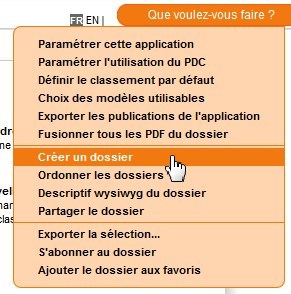 FR EN |
Que voulez-vous faire ?
Paramétrer cette application
Paramétrer l'utilisation du PDC
Définir le classement par défaut
Choix des modèles utilisables
Exporter les publications de l'application
Fusionner tous les PDF du dossier
Créer un dossier
Ordonner les dossiers
Descriptif wysiwyg du dossier
Partager le dossier
Exporter la sélection...
S'abonner au dossier
Ajouter le dossier aux favoris